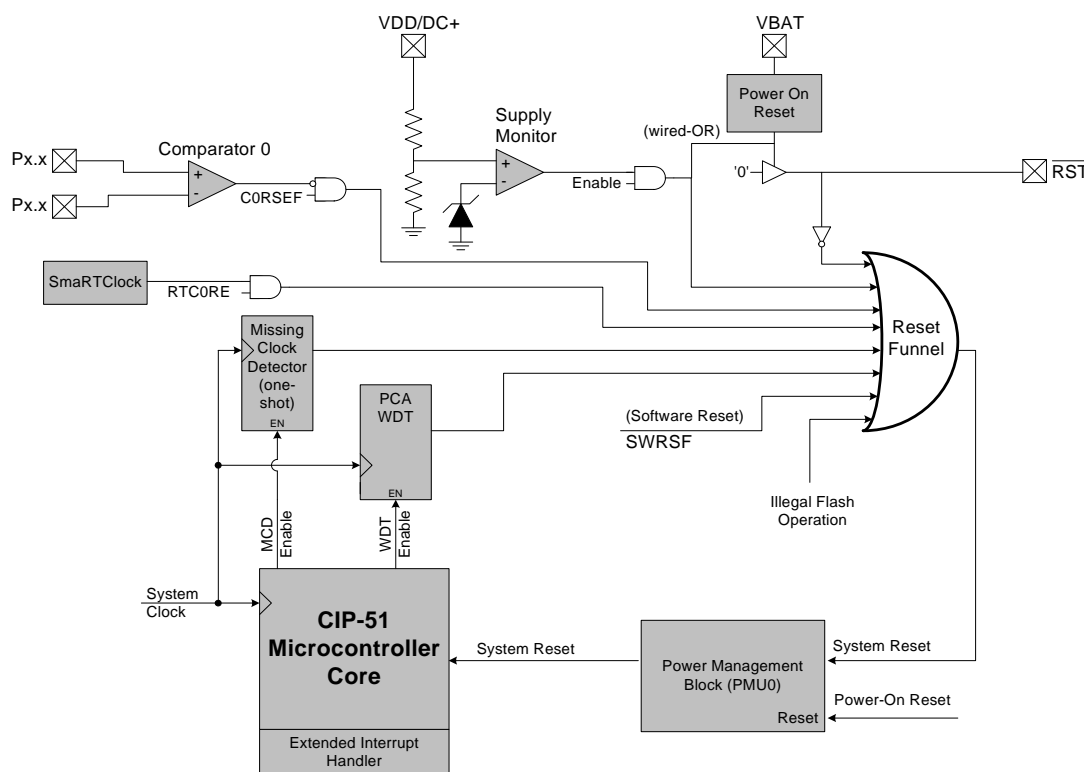 VDD/DC+
VBAT
Power On
Reset
Supply
Monitor
(wired-OR)
Comparator 0
Px.x
+
-
Px.x
+
-
Enable
'0'
RST
C0RSEF
SmaRTClock
RTC0RE
Missing
Clock
Detector
(one-
shot)
EN
Reset
Funnel
PCA
WDT
EN
(Software Reset)
SWRSF
Illegal Flash
Operation
MCD
Enable
WDT
Enable
System
Clock
CIP-51
Microcontroller
Core
Extended Interrupt
Handler
System Reset
Power Management
Block (PMU0)
Reset
System Reset
Power-On Reset